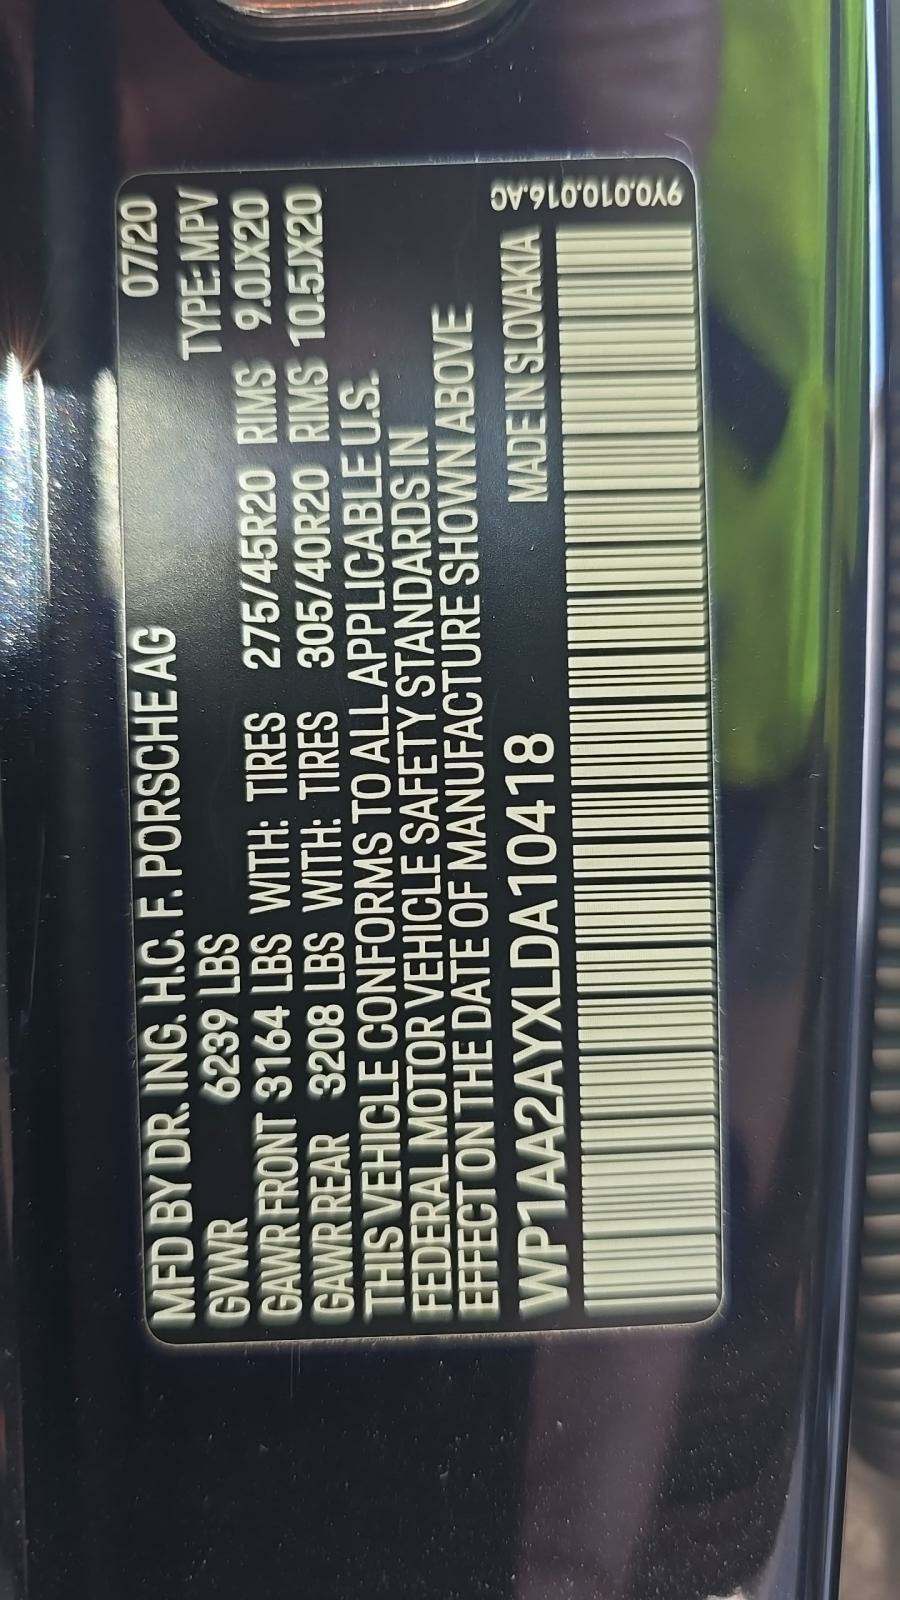 MFD BY DR. ING. H.C. F. PORSCHE AG 07/20
GVWR 6239 LBS TYPE: MPV
GAWR FRONT 3164 LBS WITH: TIRES 275/45R20 RIMS 9.0JX20
GAWR REAR 3208 LBS WITH: TIRES 305/40R20 RIMS 10.5JX20
THIS VEHICLE CONFORMS TO ALL APPLICABLE U.S.
FEDERAL MOTOR VEHICLE SAFETY STANDARDS IN
EFFECT ON THE DATE OF MANUFACTURE SHOWN ABOVE
WP1AA2AYXLDA10418 MADE IN SLOVAKIA
9Y0.010.016.AC